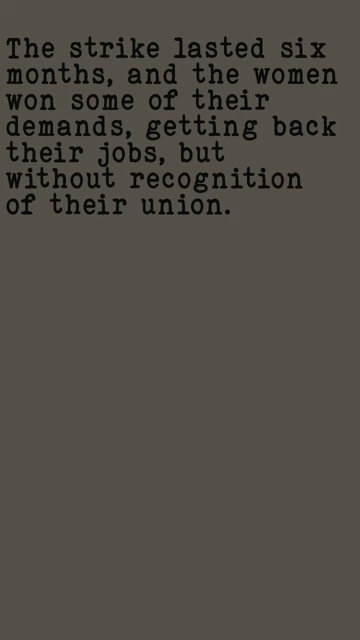 The strike lasted six
months, and the women
won some of their
demands, getting back
their jobs, but
without recognition
of their union.